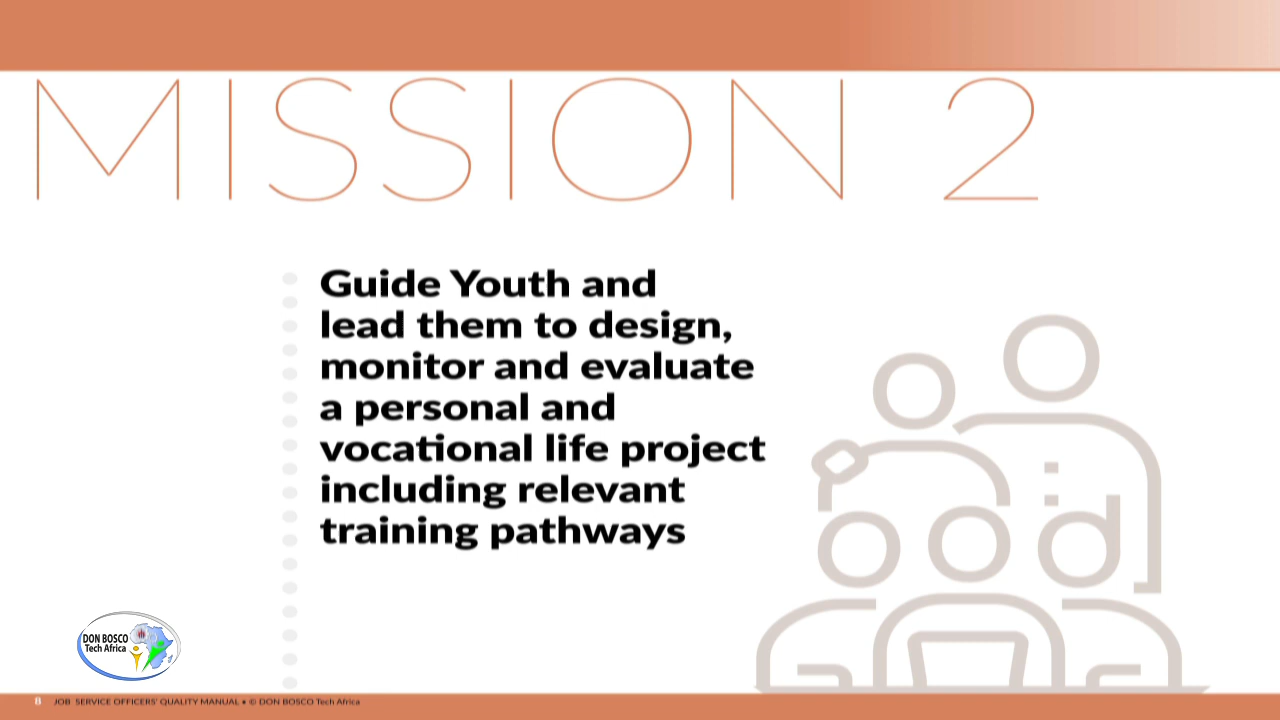 MISSION 2
Guide Youth and
lead them to design,
monitor and evaluate
a personal and
vocational life project
including relevant
training pathways
DON BOSCO
Tech Africa
8 JOB SERVICE OFFICERS' QUALITY MANUAL • © DON BOSCO Tech Africa